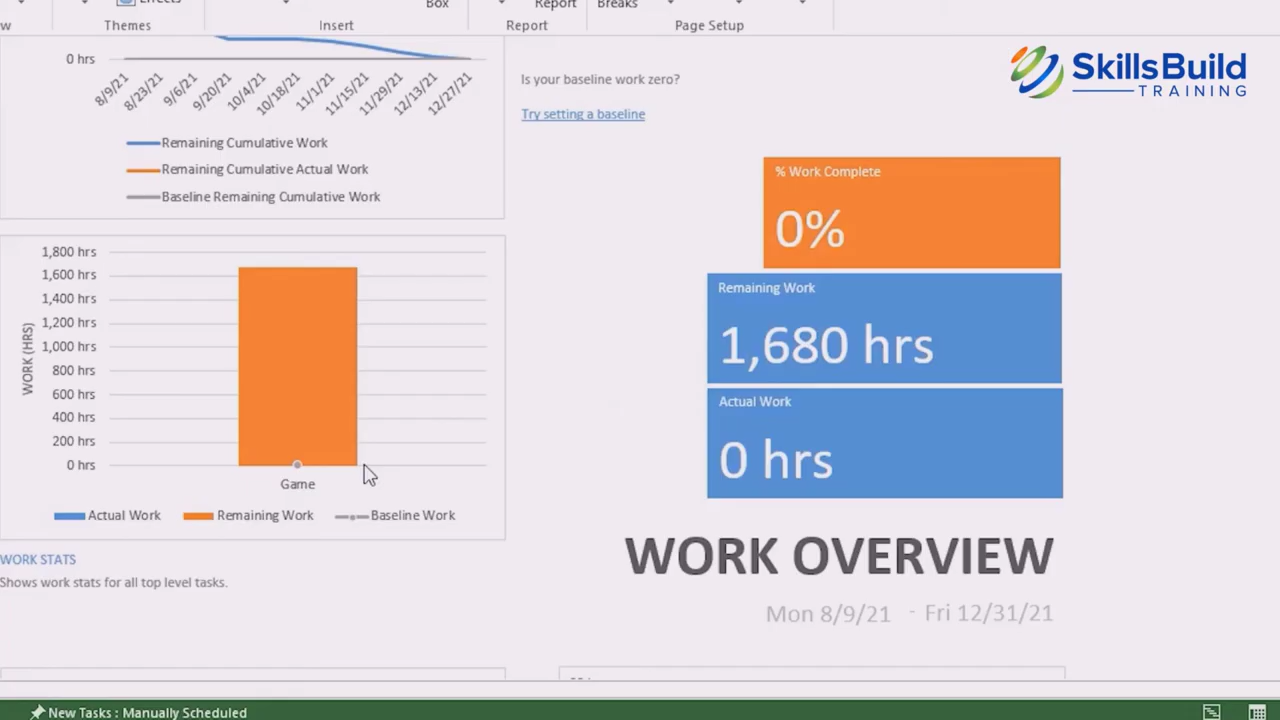 Effects
Box
Report
Breaks
w
Themes
Insert
Report
Page Setup
SkillsBuild
TRAINING
0 hrs
8/9/21
8/23/21
9/6/21
9/20/21
10/4/21
10/18/21
11/1/21
11/15/21
11/29/21
12/13/21
12/27/21
Remaining Cumulative Work
Remaining Cumulative Actual Work
Baseline Remaining Cumulative Work
Is your baseline work zero?
Try setting a baseline
% Work Complete
0%
Remaining Work
1,680 hrs
Actual Work
0 hrs
WORK OVERVIEW
Mon 8/9/21 - Fri 12/31/21
WORK (HRS)
1,800 hrs
1,600 hrs
1,400 hrs
1,200 hrs
1,000 hrs
800 hrs
600 hrs
400 hrs
200 hrs
0 hrs
Game
Actual Work Remaining Work Baseline Work
WORK STATS
Shows work stats for all top level tasks.
New Tasks : Manually Scheduled